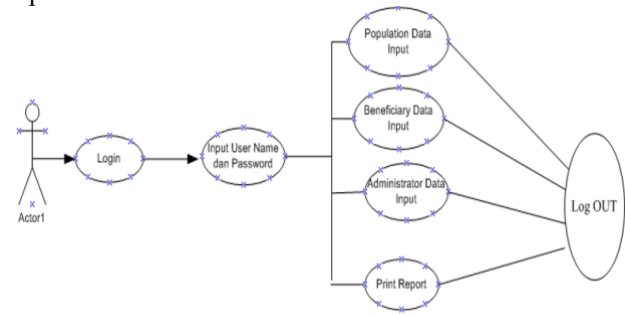 Actor1
Login
Input User Name
dan Password
Population Data
Input
Beneficiary Data
Input
Administrator Data
Input
Print Report
Log OUT